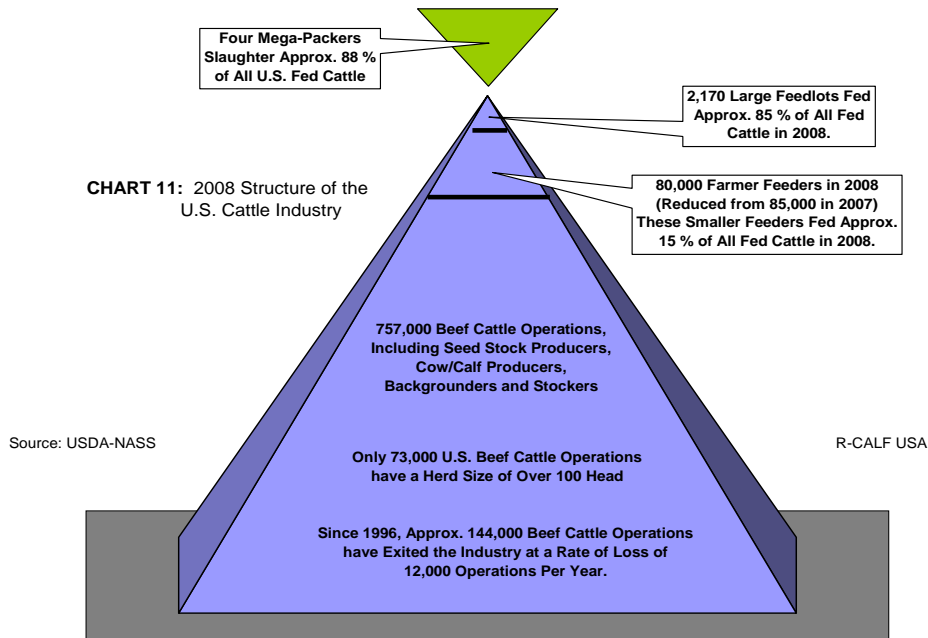 Four Mega-Packers
Slaughter Approx. 88 %
of All U.S. Fed Cattle
2,170 Large Feedlots Fed
Approx. 85 % of All Fed
Cattle in 2008.
CHART 11: 2008 Structure of the
U.S. Cattle Industry
80,000 Farmer Feeders in 2008
(Reduced from 85,000 in 2007)
These Smaller Feeders Fed Approx.
15 % of All Fed Cattle in 2008.
757,000 Beef Cattle Operations,
Including Seed Stock Producers,
Cow/Calf Producers,
Backgrounders and Stockers
Source: USDA-NASS
R-CALF USA
Only 73,000 U.S. Beef Cattle Operations
have a Herd Size of Over 100 Head
Since 1996, Approx. 144,000 Beef Cattle Operations
have Exited the Industry at a Rate of Loss of
12,000 Operations Per Year.